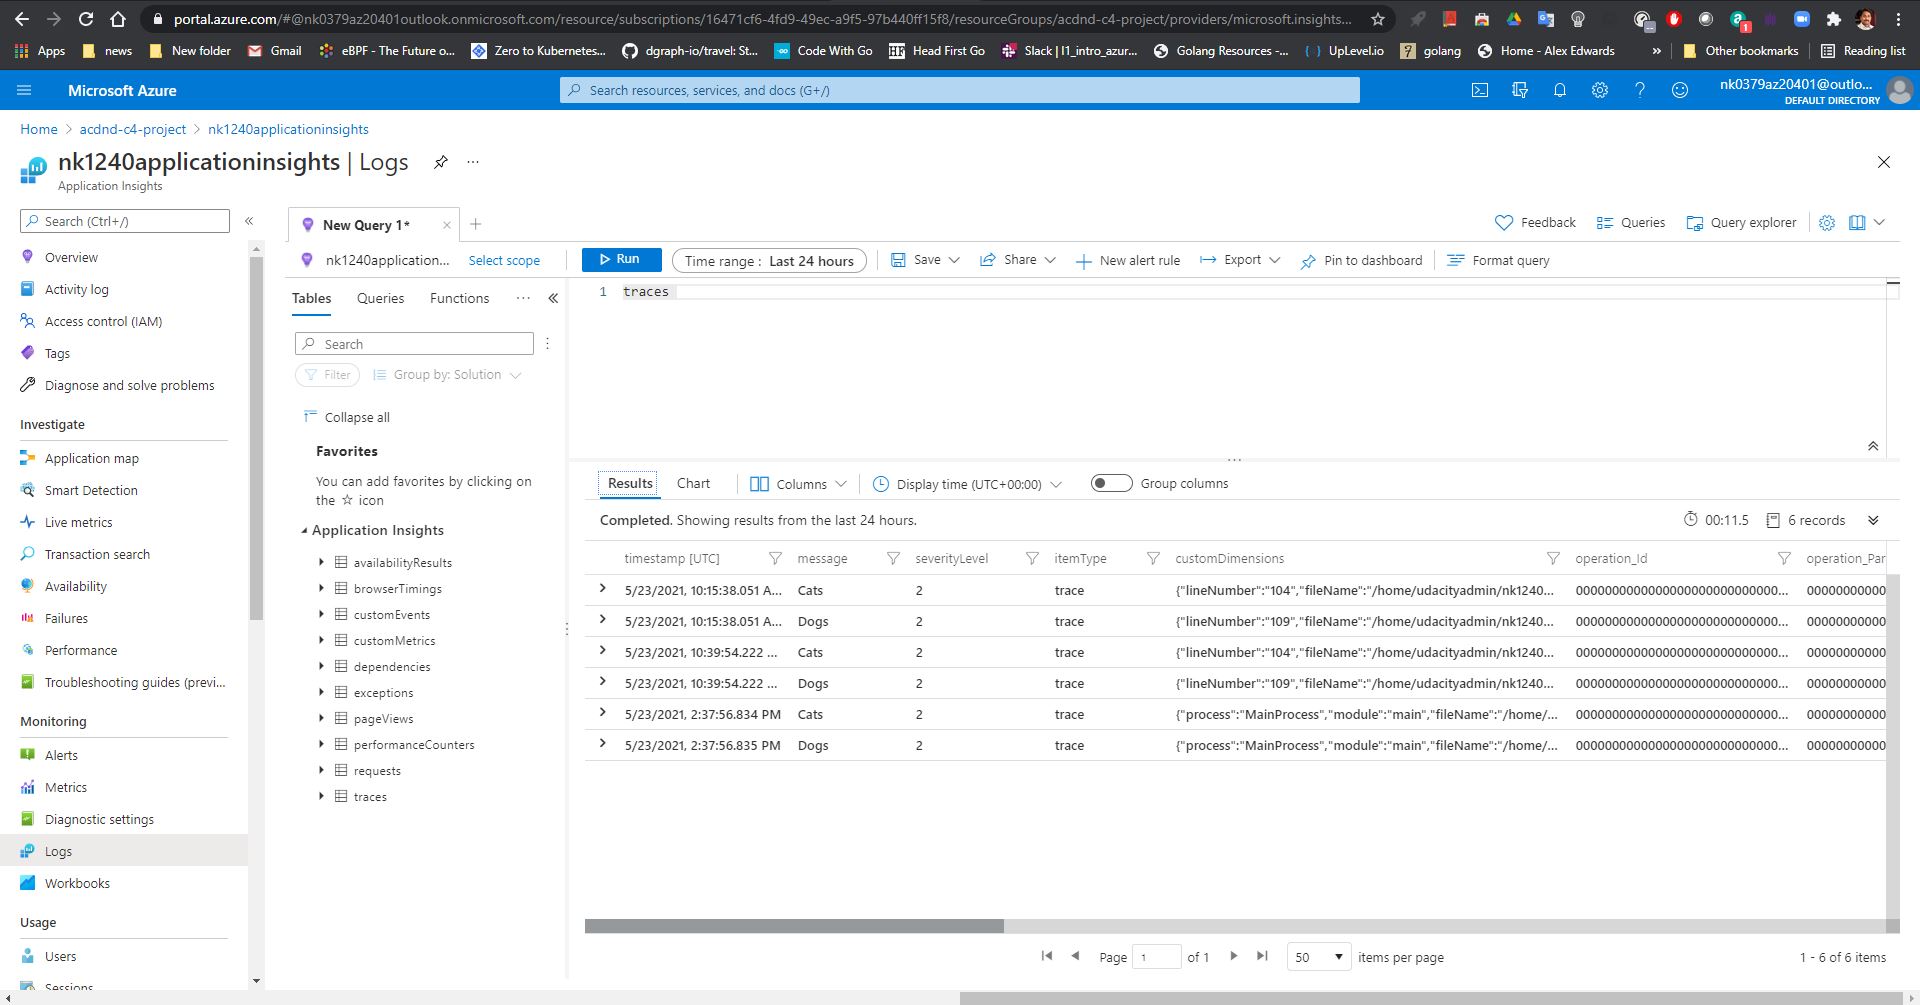 portal.azure.com/#@nk0379az20401outlook.onmicrosoft.com/resource/subscriptions/16471cf6-4fd9-49ec-a9f5-97b440ff15f8/resourceGroups/acdnd-c4-project/providers/microsoft.insights...
Apps news New folder Gmail eBPF - The Future o... Zero to Kubernetes... dgraph-io/travel: St... Code With Go Head First Go Slack | l1_intro_azur... Golang Resources -... UpLevel.io golang Home - Alex Edwards » Other bookmarks Reading list
Microsoft Azure
Search resources, services, and docs (G+/)
nk0379az20401@outlo...
DEFAULT DIRECTORY
Home > acdnd-c4-project > nk1240applicationinsights
nk1240applicationinsights | Logs ...
Application Insights
Search (Ctrl+/)
«
Overview
Activity log
Access control (IAM)
Tags
Diagnose and solve problems
Investigate
Application map
Smart Detection
Live metrics
Transaction search
Availability
Failures
Performance
Troubleshooting guides (previ...
Monitoring
Alerts
Metrics
Diagnostic settings
Logs
Workbooks
Usage
Users
Sessions
New Query 1*
Feedback Queries Query explorer
nk1240application... Select scope
Run Time range : Last 24 hours Save Share New alert rule Export Pin to dashboard Format query
Tables Queries Functions ... «
Search
Filter Group by: Solution
Collapse all
Favorites
You can add favorites by clicking on
the ☆ icon
Application Insights
availabilityResults
browserTimings
customEvents
customMetrics
dependencies
exceptions
pageViews
performanceCounters
requests
traces
1 traces
Results Chart Columns Display time (UTC+00:00) Group columns
Completed. Showing results from the last 24 hours. 00:11.5 6 records
timestamp [UTC] message severityLevel itemType customDimensions operation_Id operation_Par
5/23/2021, 10:15:38.051 A... Cats 2 trace {"lineNumber":"104","fileName":"/home/udacityadmin/nk1240... 0000000000000000000000000000... 00000000000
5/23/2021, 10:15:38.051 A... Dogs 2 trace {"lineNumber":"109","fileName":"/home/udacityadmin/nk1240... 0000000000000000000000000000... 00000000000
5/23/2021, 10:39:54.222 ... Cats 2 trace {"lineNumber":"104","fileName":"/home/udacityadmin/nk1240... 0000000000000000000000000000... 00000000000
5/23/2021, 10:39:54.222 ... Dogs 2 trace {"lineNumber":"109","fileName":"/home/udacityadmin/nk1240... 0000000000000000000000000000... 00000000000
5/23/2021, 2:37:56.834 PM Cats 2 trace {"process":"MainProcess","module":"main","fileName":"/home/... 0000000000000000000000000000... 00000000000
5/23/2021, 2:37:56.835 PM Dogs 2 trace {"process":"MainProcess","module":"main","fileName":"/home/... 0000000000000000000000000000... 00000000000
Page 1 of 1 50 items per page 1 - 6 of 6 items